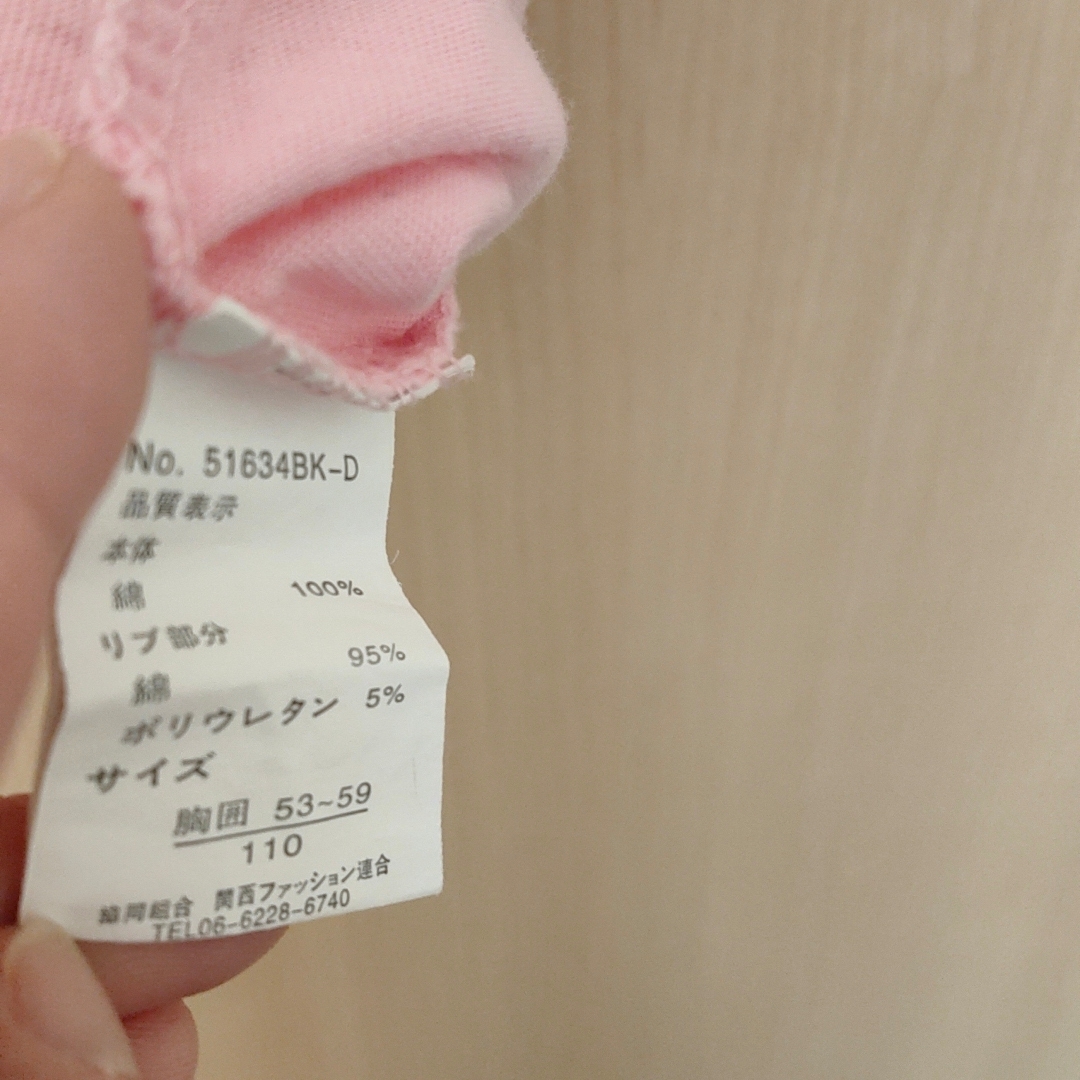 No. 51634BK-D
品質表示
本体
綿 100%
リブ部分
綿 95%
ポリウレタン 5%
サイズ
胸囲 53~59
110
協同組合 関西ファッション連合
TEL06-6228-6740